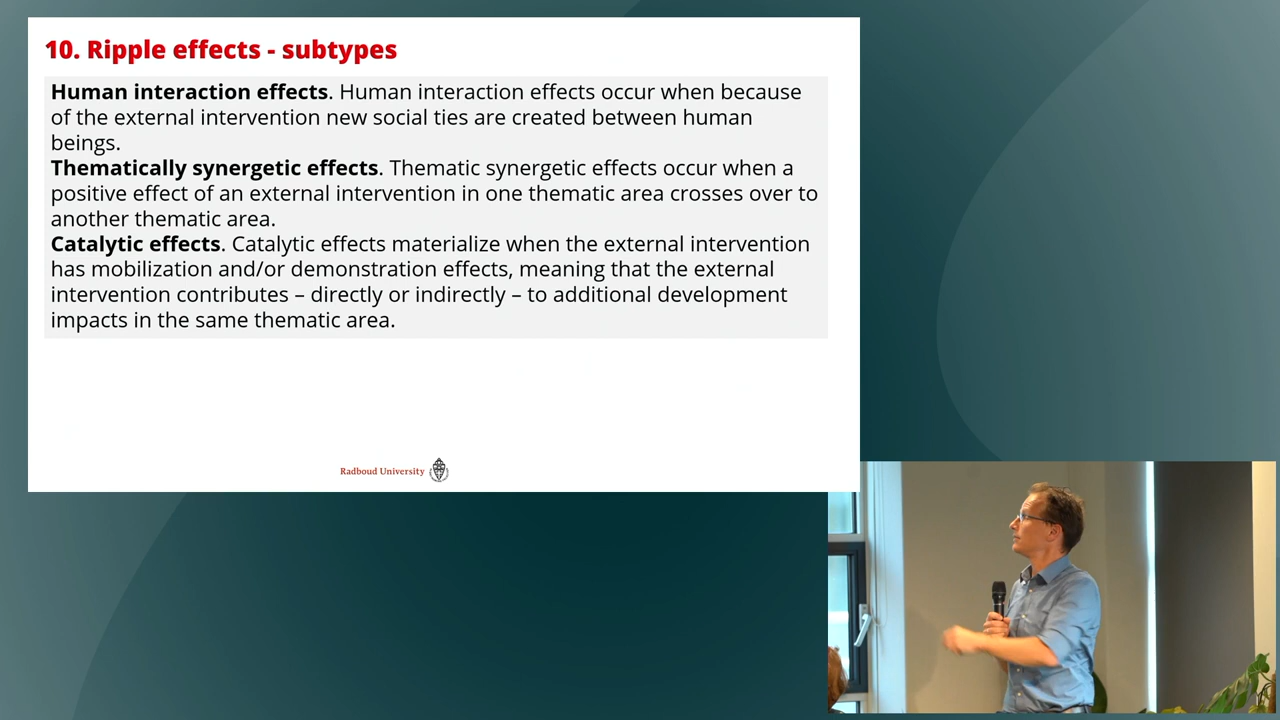 10. Ripple effects - subtypes
Human interaction effects. Human interaction effects occur when because
of the external intervention new social ties are created between human
beings.
Thematically synergetic effects. Thematic synergetic effects occur when a
positive effect of an external intervention in one thematic area crosses over to
another thematic area.
Catalytic effects. Catalytic effects materialize when the external intervention
has mobilization and/or demonstration effects, meaning that the external
intervention contributes – directly or indirectly – to additional development
impacts in the same thematic area.
Radboud University